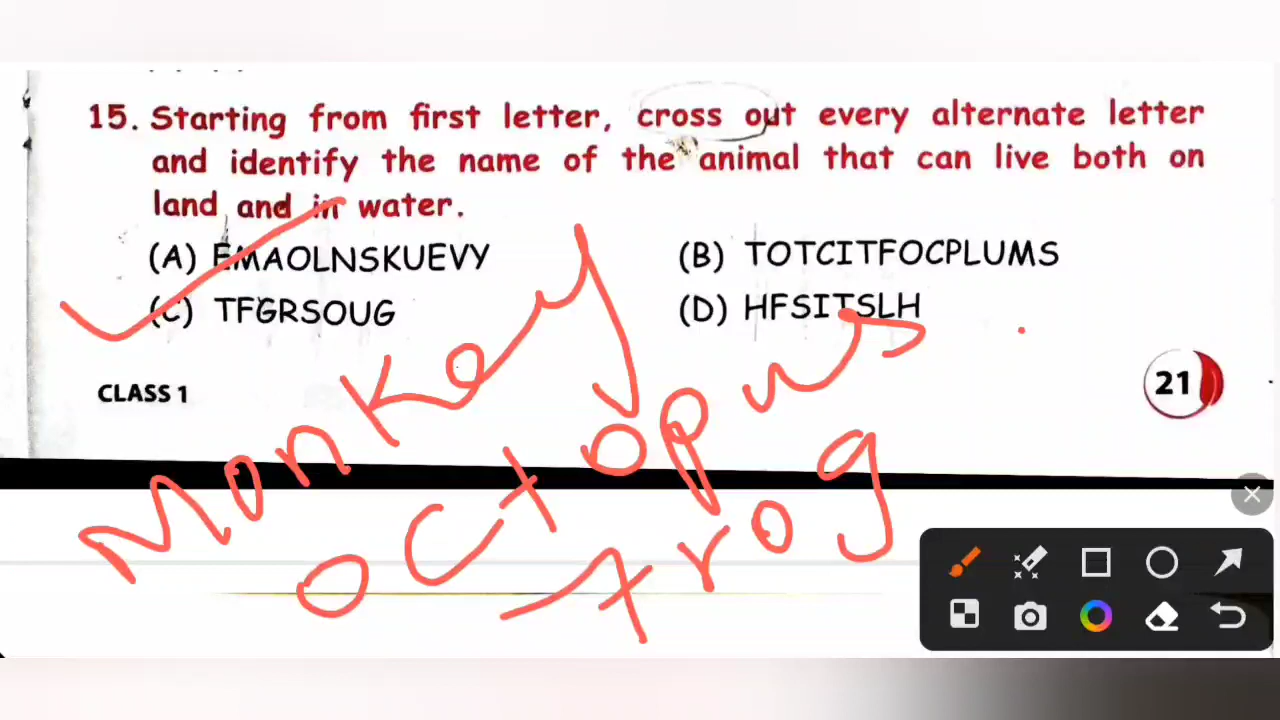 15. Starting from first letter, cross out every alternate letter
and identify the name of the animal that can live both on
land and in water.
(A) EMAOLNSKUEVY (B) TOTCITFOCPLUMS
(C) TFGRSOUG (D) HFSITSLH
CLASS 1 21
Monkey
octopus
frog